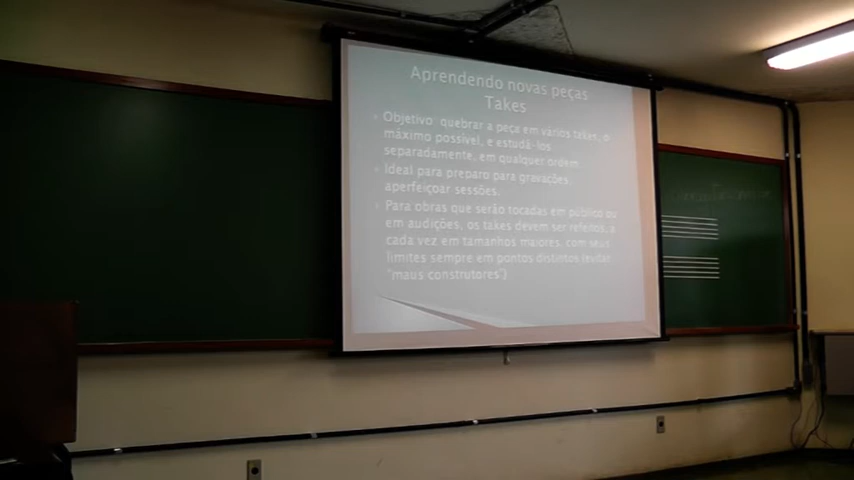 Aprendendo novas peças
Takes
Objetivo: quebrar a peça em vários takes, o
máximo possível, e estudá-los
separadamente, em qualquer ordem.
Ideal para preparo para gravações,
aperfeiçoar sessões.
Para obras que serão tocadas em público ou
em audições, os takes devem ser refeitos, a
cada vez em tamanhos maiores, com seus
limites sempre em pontos distintos (evitar
"maus construtores")